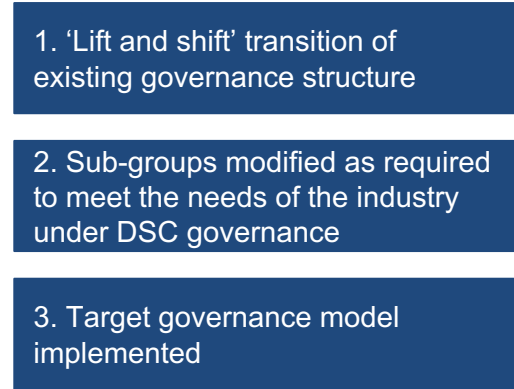 1. ‘Lift and shift’ transition of
existing governance structure
2. Sub-groups modified as required
to meet the needs of the industry
under DSC governance
3. Target governance model
implemented